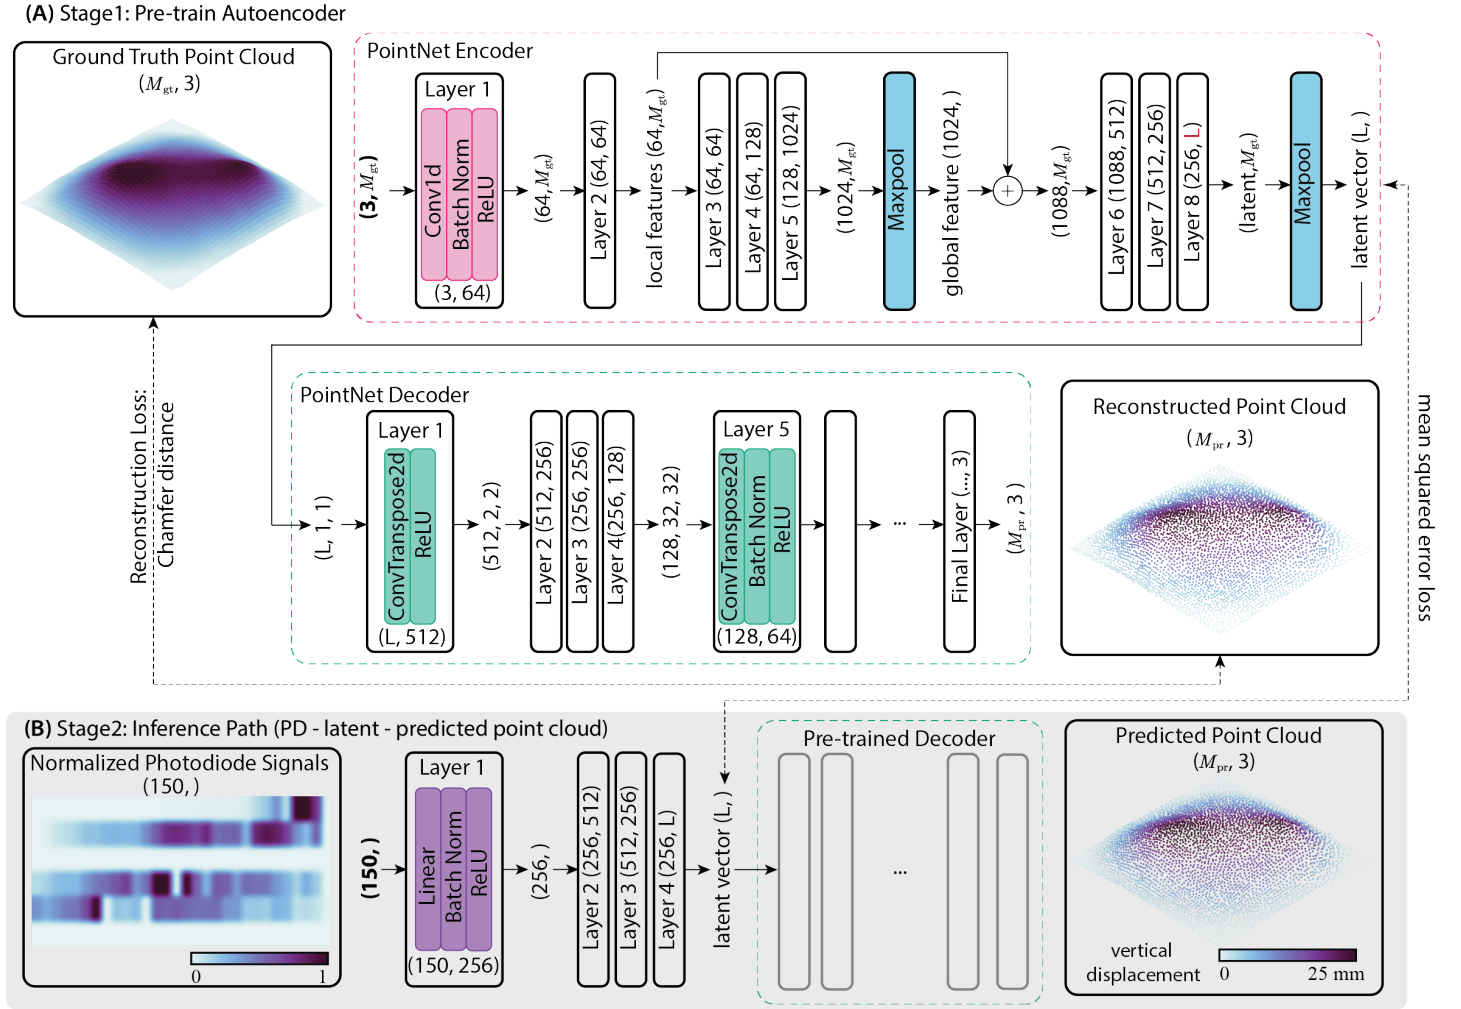 (A) Stage1: Pre-train Autoencoder
Ground Truth Point Cloud
(Mgt, 3)
PointNet Encoder
(3, Mgt)
Layer 1
Conv1d
Batch Norm
ReLU
(3, 64)
(64, Mgt)
Layer 2 (64, 64)
local features (64, Mgt)
Layer 3 (64, 64)
Layer 4 (64, 128)
Layer 5 (128, 1024)
(1024, Mgt)
Maxpool
global feature (1024, )
+
(1088, Mgt)
Layer 6 (1088, 512)
Layer 7 (512, 256)
Layer 8 (256, L)
(latent, Mgt)
Maxpool
latent vector (L, )
Reconstruction Loss:
Chamfer distance
PointNet Decoder
(L, 1, 1)
Layer 1
ConvTranspose2d
ReLU
(L, 512)
(512, 2, 2)
Layer 2 (512, 256)
Layer 3 (256, 256)
Layer 4(256, 128)
(128, 32, 32)
Layer 5
ConvTranspose2d
Batch Norm
ReLU
(128, 64)
...
Final Layer (..., 3)
(Mpr, 3 )
Reconstructed Point Cloud
(Mpr, 3)
mean squared error loss
(B) Stage2: Inference Path (PD - latent - predicted point cloud)
Normalized Photodiode Signals
(150, )
0 1
(150, )
Layer 1
Linear
Batch Norm
ReLU
(150, 256)
(256, )
Layer 2 (256, 512)
Layer 3 (512, 256)
Layer 4 (256, L)
latent vector (L, )
Pre-trained Decoder
...
Predicted Point Cloud
(Mpr, 3)
vertical
displacement
0 25 mm